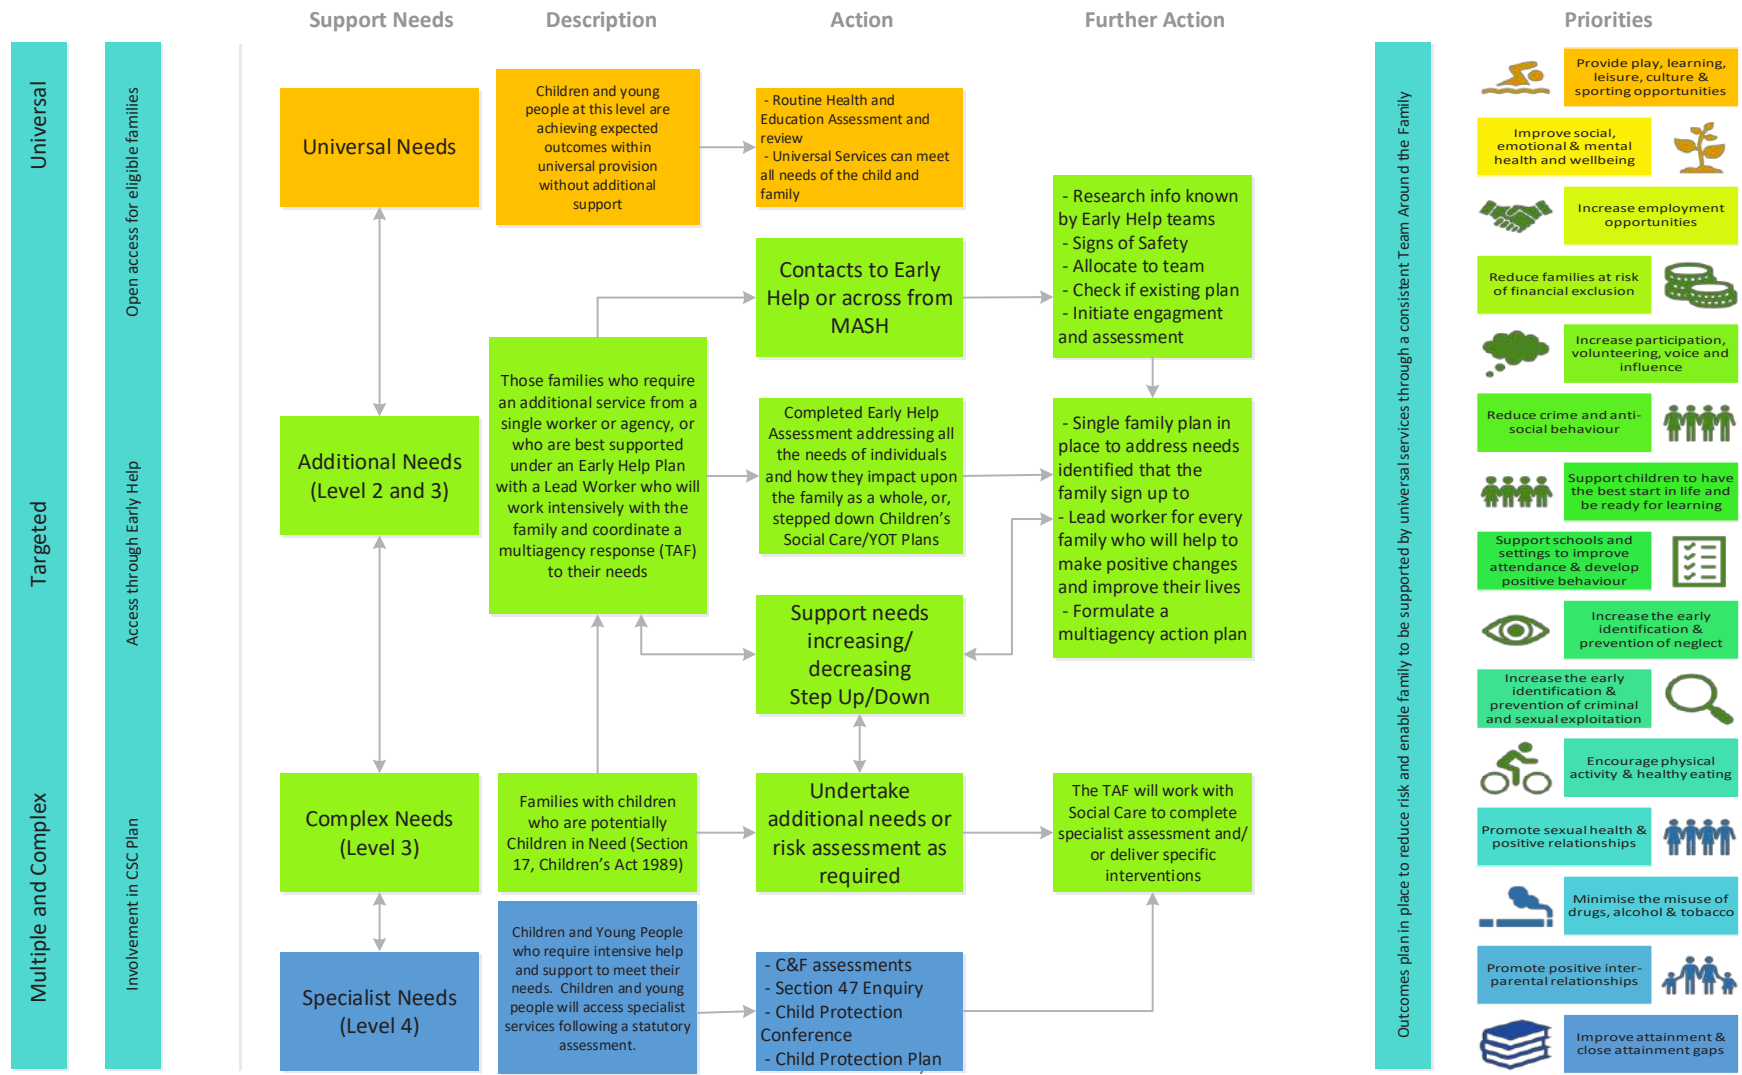 Support Needs
Description
Action
Further Action
Priorities
Universal
Targeted
Multiple and Complex
Open access for eligible families
Access through Early Help
Involvement in CSC Plan
Universal Needs
Children and young
people at this level are
achieving expected
outcomes within
universal provision
without additional
support
- Routine Health and
Education Assessment and
review
- Universal Services can meet
all needs of the child and
family
Contacts to Early
Help or across from
MASH
- Research info known
by Early Help teams
- Signs of Safety
- Allocate to team
- Check if existing plan
- Initiate engagment
and assessment
Additional Needs
(Level 2 and 3)
Those families who require
an additional service from a
single worker or agency, or
who are best supported
under an Early Help Plan
with a Lead Worker who will
work intensively with the
family and coordinate a
multiagency response (TAF)
to their needs
Completed Early Help
Assessment addressing all
the needs of individuals
and how they impact upon
the family as a whole, or,
stepped down Children’s
Social Care/YOT Plans
- Single family plan in
place to address needs
identified that the
family sign up to
- Lead worker for every
family who will help to
make positive changes
and improve their lives
- Formulate a
multiagency action plan
Support needs
increasing/
decreasing
Step Up/Down
Complex Needs
(Level 3)
Families with children
who are potentially
Children in Need (Section
17, Children’s Act 1989)
Undertake
additional needs or
risk assessment as
required
The TAF will work with
Social Care to complete
specialist assessment and/
or deliver specific
interventions
Specialist Needs
(Level 4)
Children and Young People
who require intensive help
and support to meet their
needs. Children and young
people will access specialist
services following a statutory
assessment.
- C&F assessments
- Section 47 Enquiry
- Child Protection
Conference
- Child Protection Plan
Outcomes plan in place to reduce risk and enable family to be supported by universal services through a consistent Team Around the Family
Provide play, learning,
leisure, culture &
sporting opportunities
Improve social,
emotional & mental
health and wellbeing
Increase employment
opportunities
Reduce families at risk
of financial exclusion
Increase participation,
volunteering, voice and
influence
Reduce crime and anti-
social behaviour
Support children to have
the best start in life and
be ready for learning
Support schools and
settings to improve
attendance & develop
positive behaviour
Increase the early
identification &
prevention of neglect
Increase the early
identification &
prevention of criminal
and sexual exploitation
Encourage physical
activity & healthy eating
Promote sexual health &
positive relationships
Minimise the misuse of
drugs, alcohol & tobacco
Promote positive inter-
parental relationships
Improve attainment &
close attainment gaps